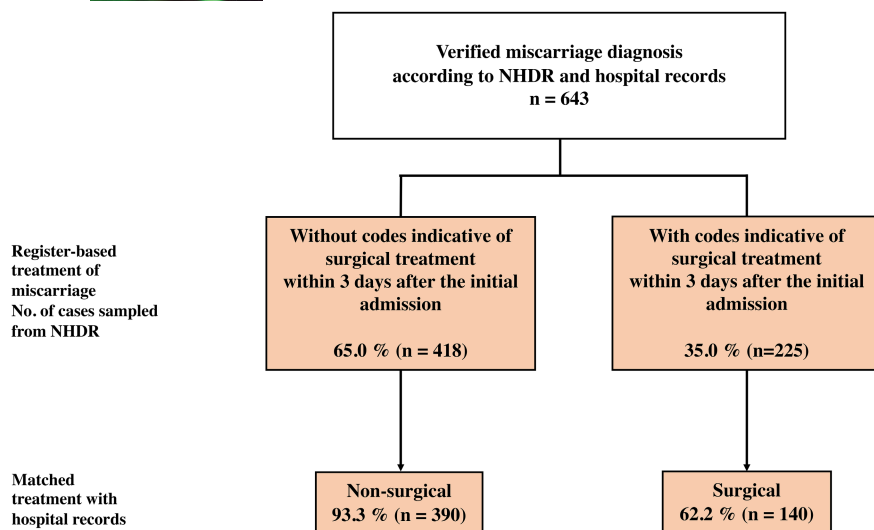 Verified miscarriage diagnosis
according to NHDR and hospital records
n = 643
Register-based
treatment of
miscarriage
No. of cases sampled
from NHDR
Without codes indicative of
surgical treatment
within 3 days after the initial
admission
65.0 % (n = 418)
With codes indicative of
surgical treatment
within 3 days after the initial
admission
35.0 % (n=225)
Matched
treatment with
hospital records
Non-surgical
93.3 % (n = 390)
Surgical
62.2 % (n = 140)